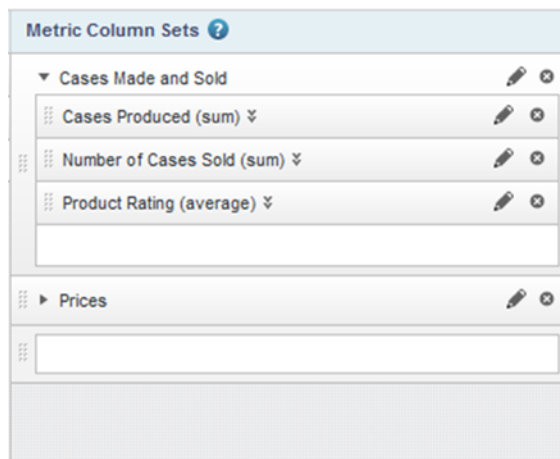 Metric Column Sets ?
Cases Made and Sold
Cases Produced (sum)
Number of Cases Sold (sum)
Product Rating (average)
Prices